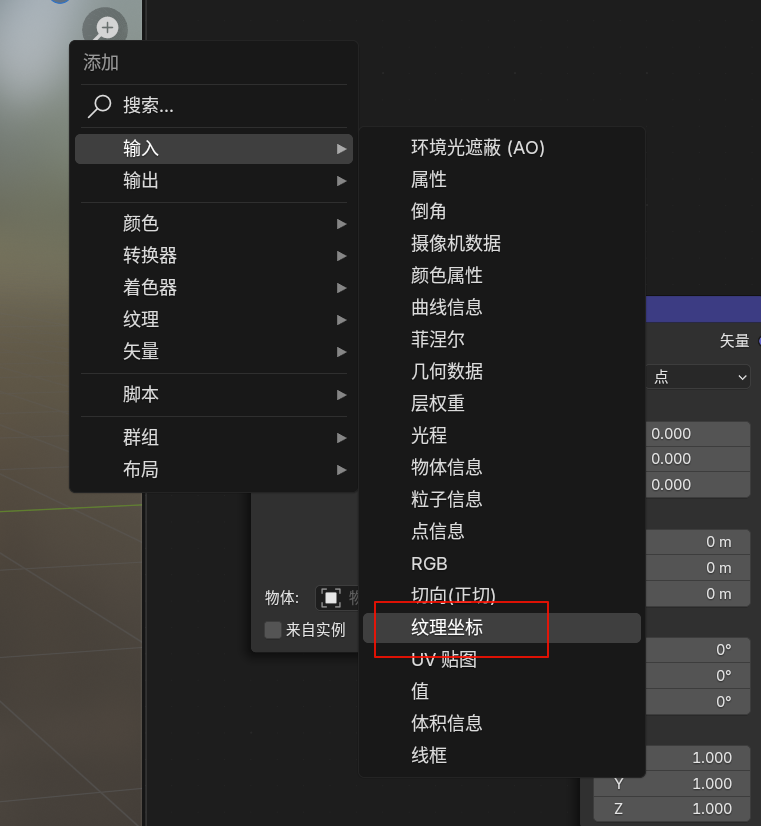 添加
搜索...
输入
输出
颜色
转换器
着色器
纹理
矢量
脚本
群组
布局
环境光遮蔽 (AO)
属性
倒角
摄像机数据
颜色属性
曲线信息
菲涅尔
几何数据
层权重
光程
物体信息
粒子信息
点信息
RGB
切向(正切)
纹理坐标
UV 贴图
值
体积信息
线框
物体:
来自实例
矢量
点
0.000
0.000
0.000
0 m
0 m
0 m
0°
0°
0°
1.000
Y 1.000
Z 1.000